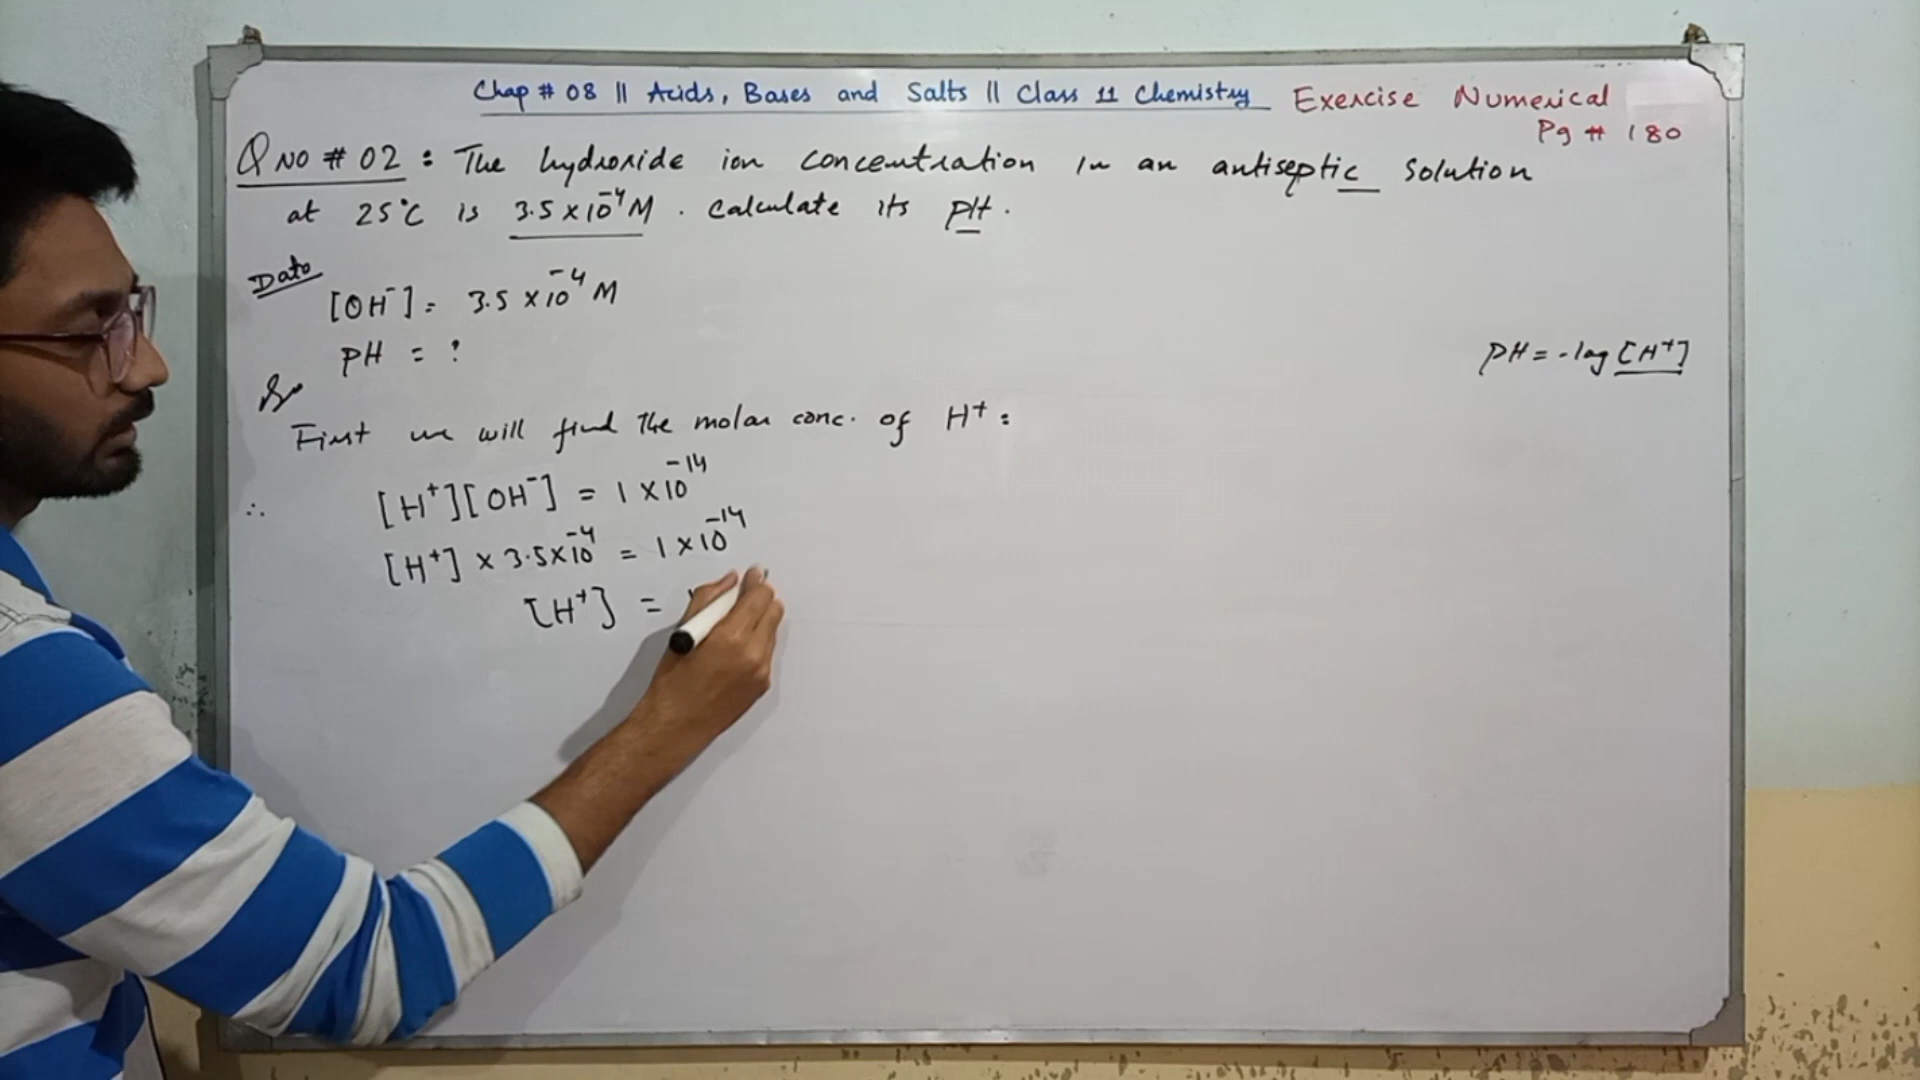 Chap # 08 || Acids, Bases and Salts || Class 11 Chemistry Exercise Numerical
Pg # 180
Q NO # 02 : The hydroxide ion concentration in an antiseptic solution
at 25°C is 3.5 x 10⁻⁴ M . Calculate its PH .
Data
[OH⁻] = 3.5 x 10⁻⁴ M
PH = ?
PH = -log [H⁺]
First we will find the molar conc. of H⁺ :
∴ [H⁺][OH⁻] = 1 x 10⁻¹⁴
[H⁺] x 3.5 x 10⁻⁴ = 1 x 10⁻¹⁴
[H⁺] =